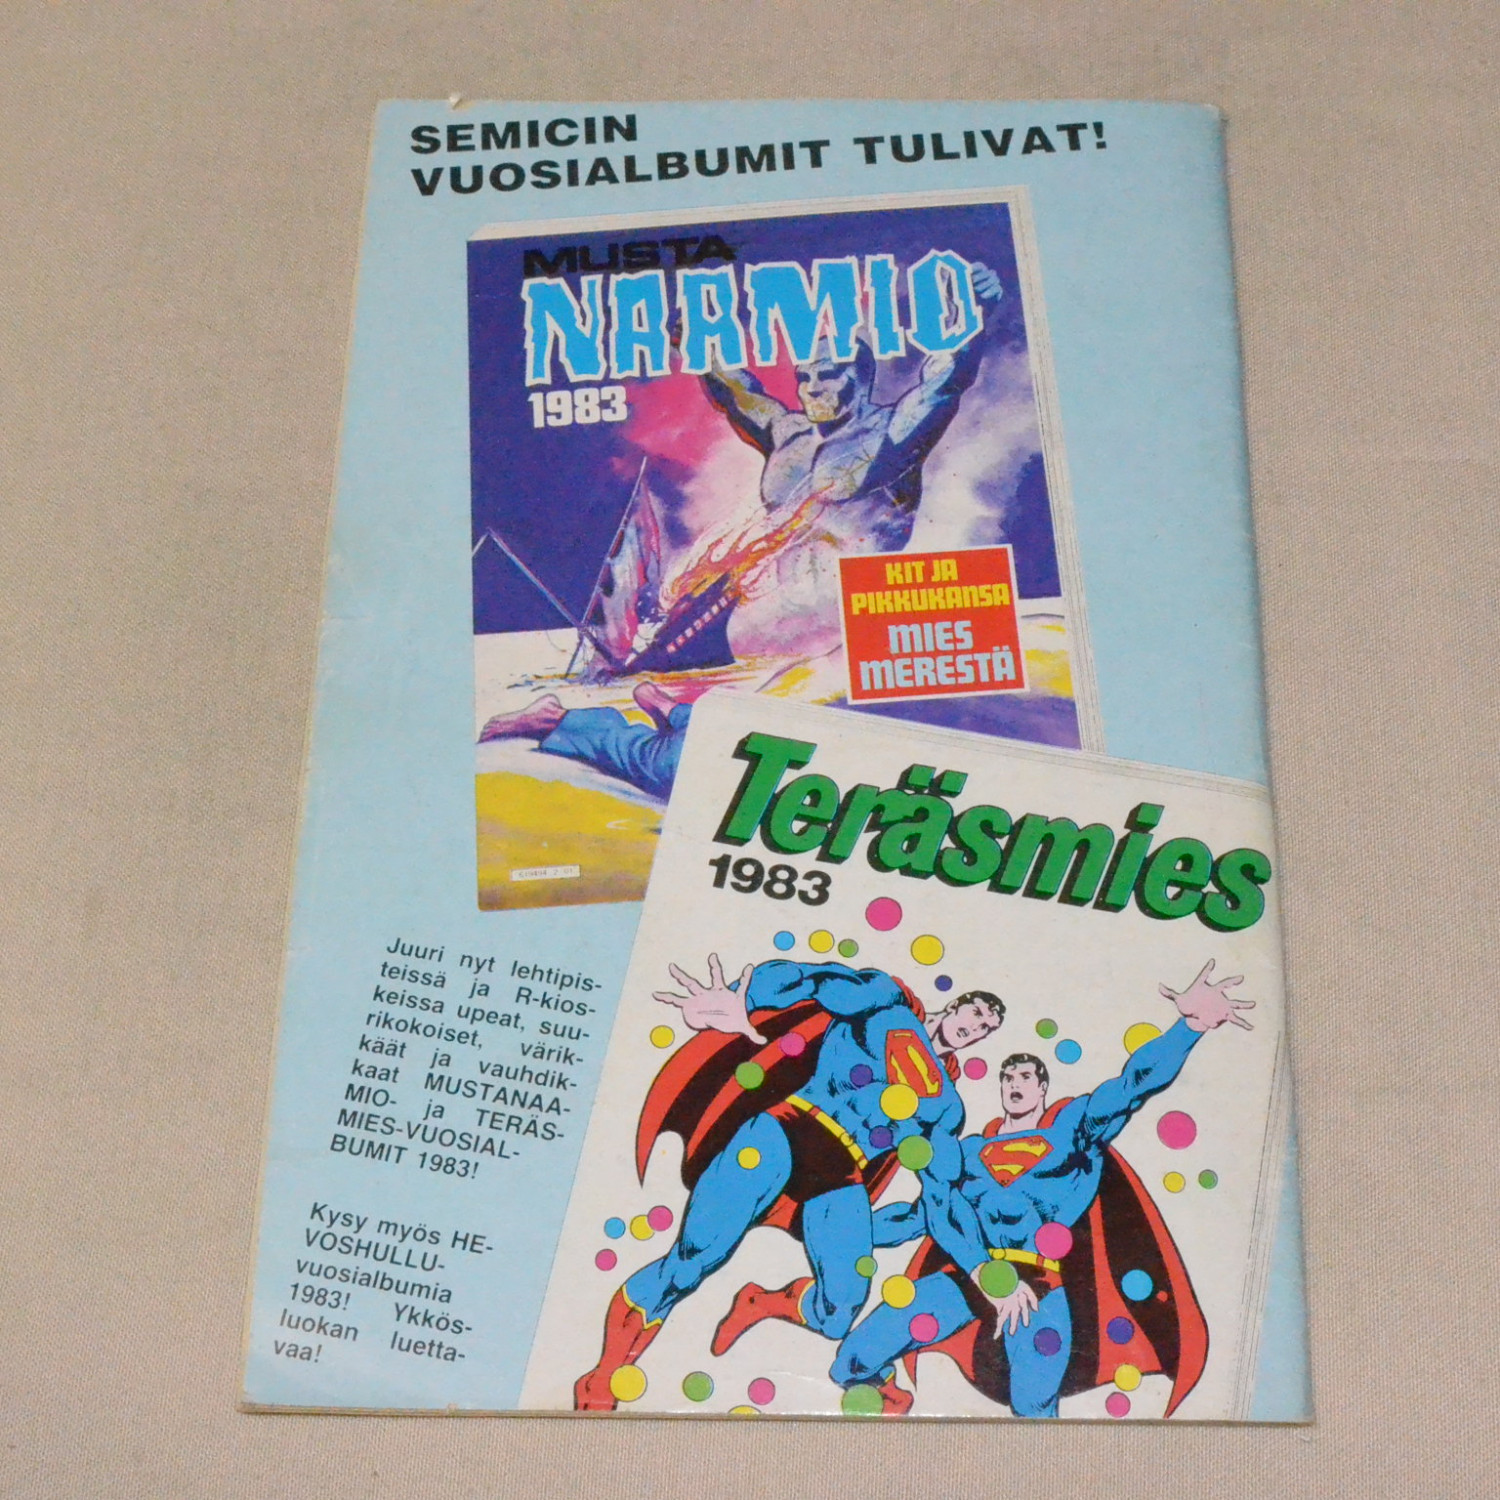 SEMICIN
VUOSIALBUMIT TULIVAT!
MUSTA
NAAMIO
1983
KIT JA
PIKKUKANSA
MIES
MERESTÄ
Teräsmies
1983
Juuri nyt lehtipis-
teissä ja R-kios-
keissa upeat, suu-
rikokoiset, värik-
käät ja vauhdik-
kaat MUSTANAA-
MIO- ja TERÄS-
MIES-VUOSIAL-
BUMIT 1983!
Kysy myös HE-
VOSHULLU-
vuosialbumia
1983! Ykkös-
luokan luetta-
vaa!